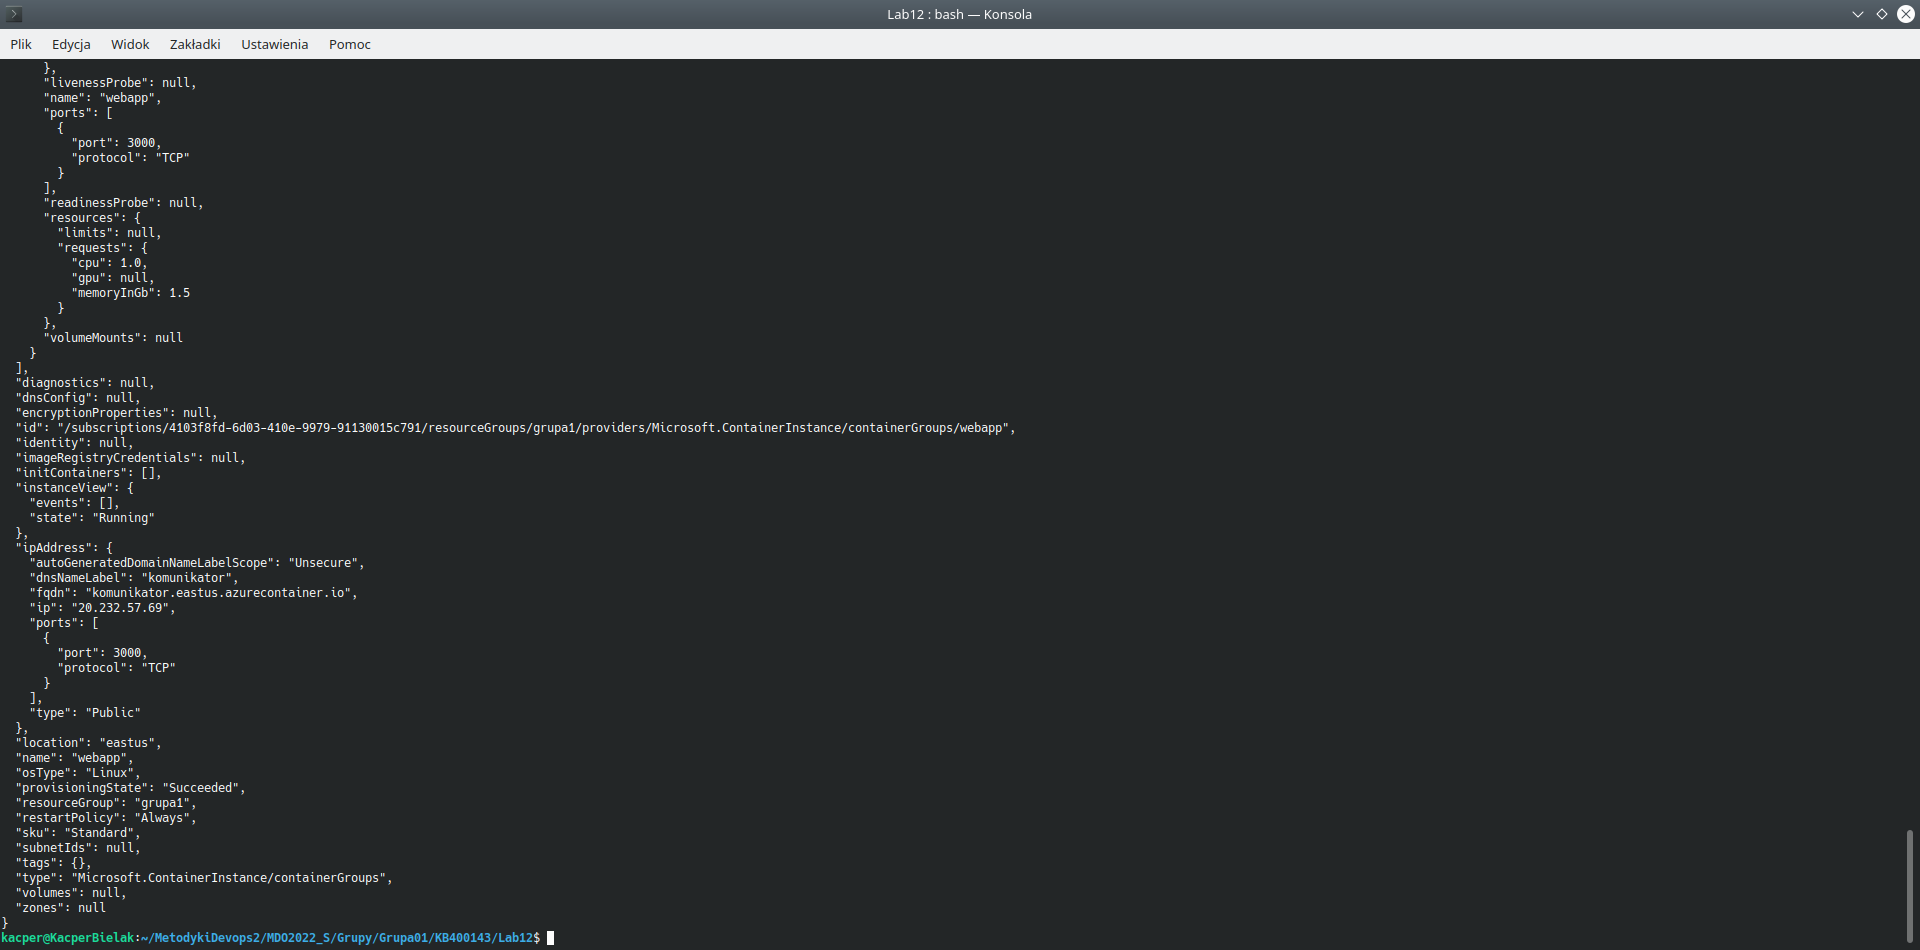 Lab12 : bash — Konsola
Plik Edycja Widok Zakładki Ustawienia Pomoc
      },
      "livenessProbe": null,
      "name": "webapp",
      "ports": [
        {
          "port": 3000,
          "protocol": "TCP"
        }
      ],
      "readinessProbe": null,
      "resources": {
        "limits": null,
        "requests": {
          "cpu": 1.0,
          "gpu": null,
          "memoryInGb": 1.5
        }
      },
      "volumeMounts": null
    }
  ],
  "diagnostics": null,
  "dnsConfig": null,
  "encryptionProperties": null,
  "id": "/subscriptions/4103f8fd-6d03-410e-9979-91130015c791/resourceGroups/grupa1/providers/Microsoft.ContainerInstance/containerGroups/webapp",
  "identity": null,
  "imageRegistryCredentials": null,
  "initContainers": [],
  "instanceView": {
    "events": [],
    "state": "Running"
  },
  "ipAddress": {
    "autoGeneratedDomainNameLabelScope": "Unsecure",
    "dnsNameLabel": "komunikator",
    "fqdn": "komunikator.eastus.azurecontainer.io",
    "ip": "20.232.57.69",
    "ports": [
      {
        "port": 3000,
        "protocol": "TCP"
      }
    ],
    "type": "Public"
  },
  "location": "eastus",
  "name": "webapp",
  "osType": "Linux",
  "provisioningState": "Succeeded",
  "resourceGroup": "grupa1",
  "restartPolicy": "Always",
  "sku": "Standard",
  "subnetIds": null,
  "tags": {},
  "type": "Microsoft.ContainerInstance/containerGroups",
  "volumes": null,
  "zones": null
}
kacper@KacperBielak:~/MetodykiDevops2/MDO2022_S/Grupy/Grupa01/KB400143/Lab12$